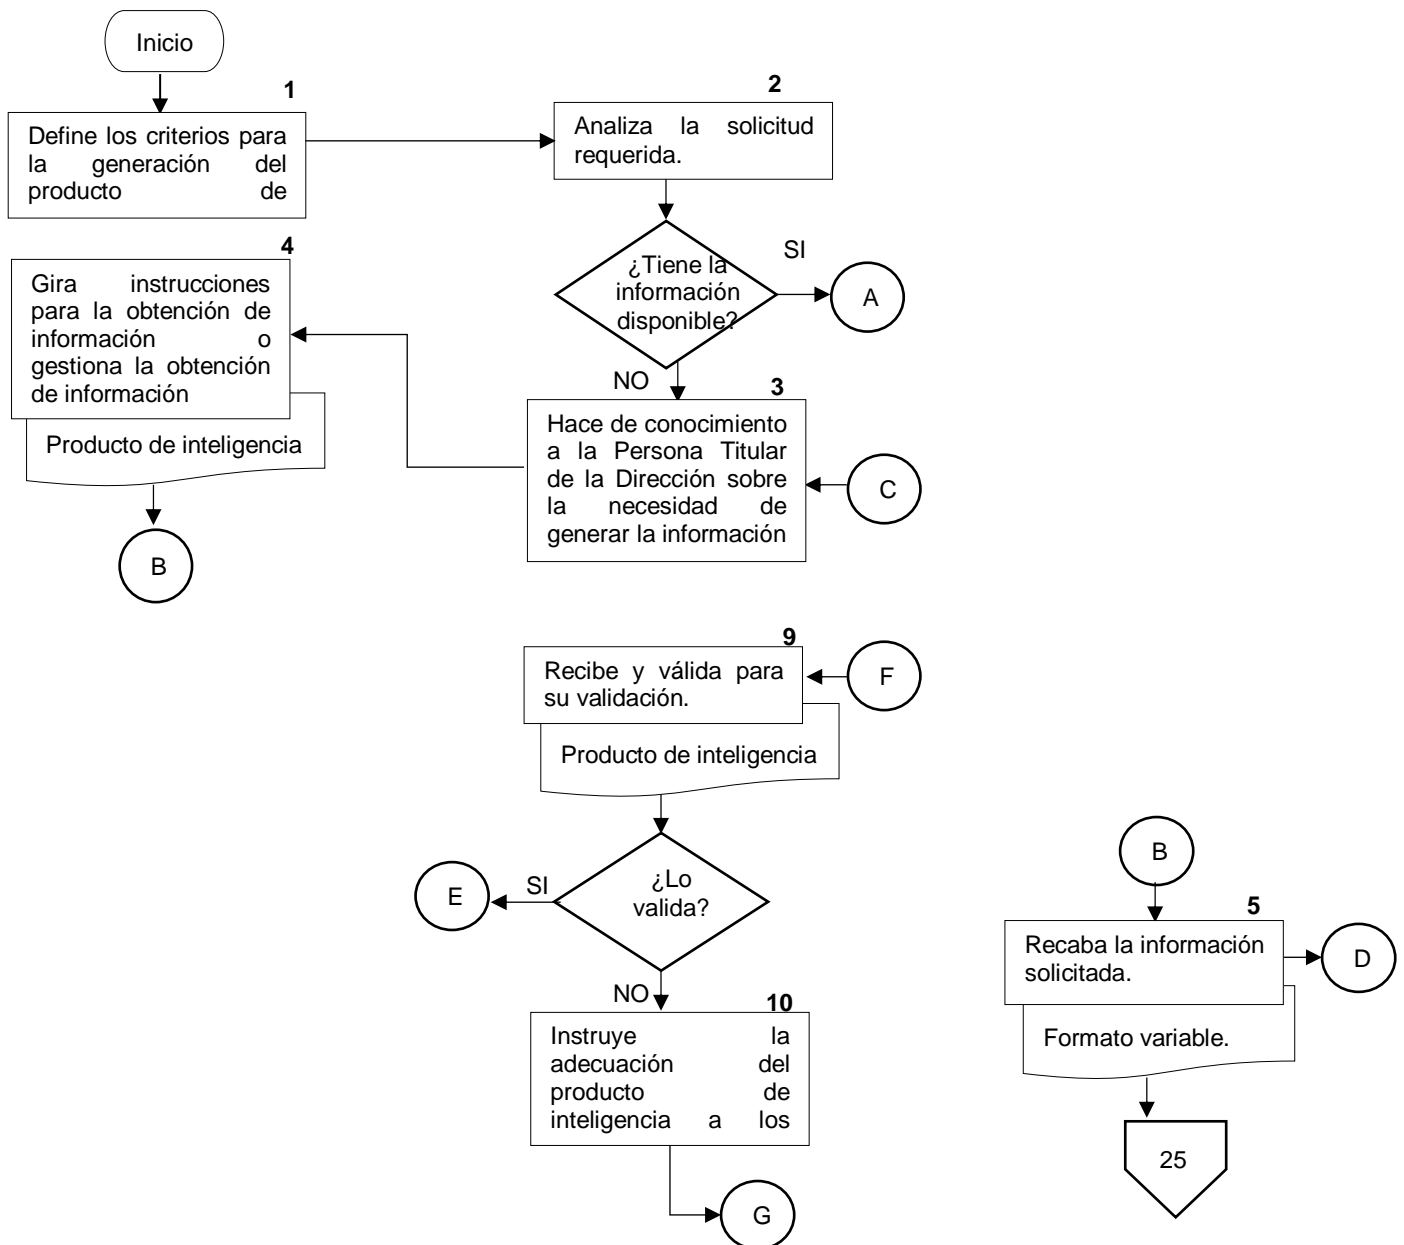 Inicio
1
Define los criterios para
la generación del
producto de
2
Analiza la solicitud
requerida.
¿Tiene la
información
disponible?
SI
A
NO
3
Hace de conocimiento
a la Persona Titular
de la Dirección sobre
la necesidad de
generar la información
C
4
Gira instrucciones
para la obtención de
información o
gestiona la obtención
de información
Producto de inteligencia
B
9
Recibe y válida para
su validación.
F
Producto de inteligencia
¿Lo
valida?
SI
E
NO
10
Instruye la
adecuación del
producto de
inteligencia a los
G
B
5
Recaba la información
solicitada.
D
Formato variable.
25